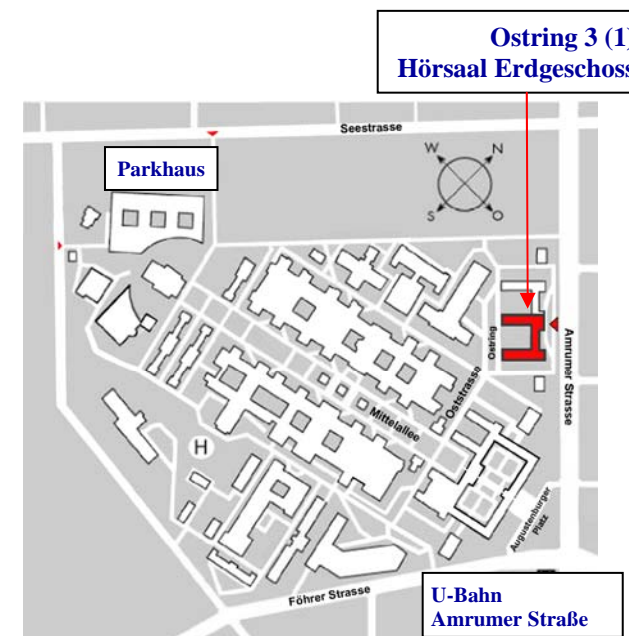 Ostring 3 (1)
Hörsaal Erdgeschoss
Seestrasse
Parkhaus
W
N
S
O
Ostring
Amrumer Strasse
Oststrasse
Mittelallee
H
Augustenburger
Platz
Föhrer Strasse
U-Bahn
Amrumer Straße